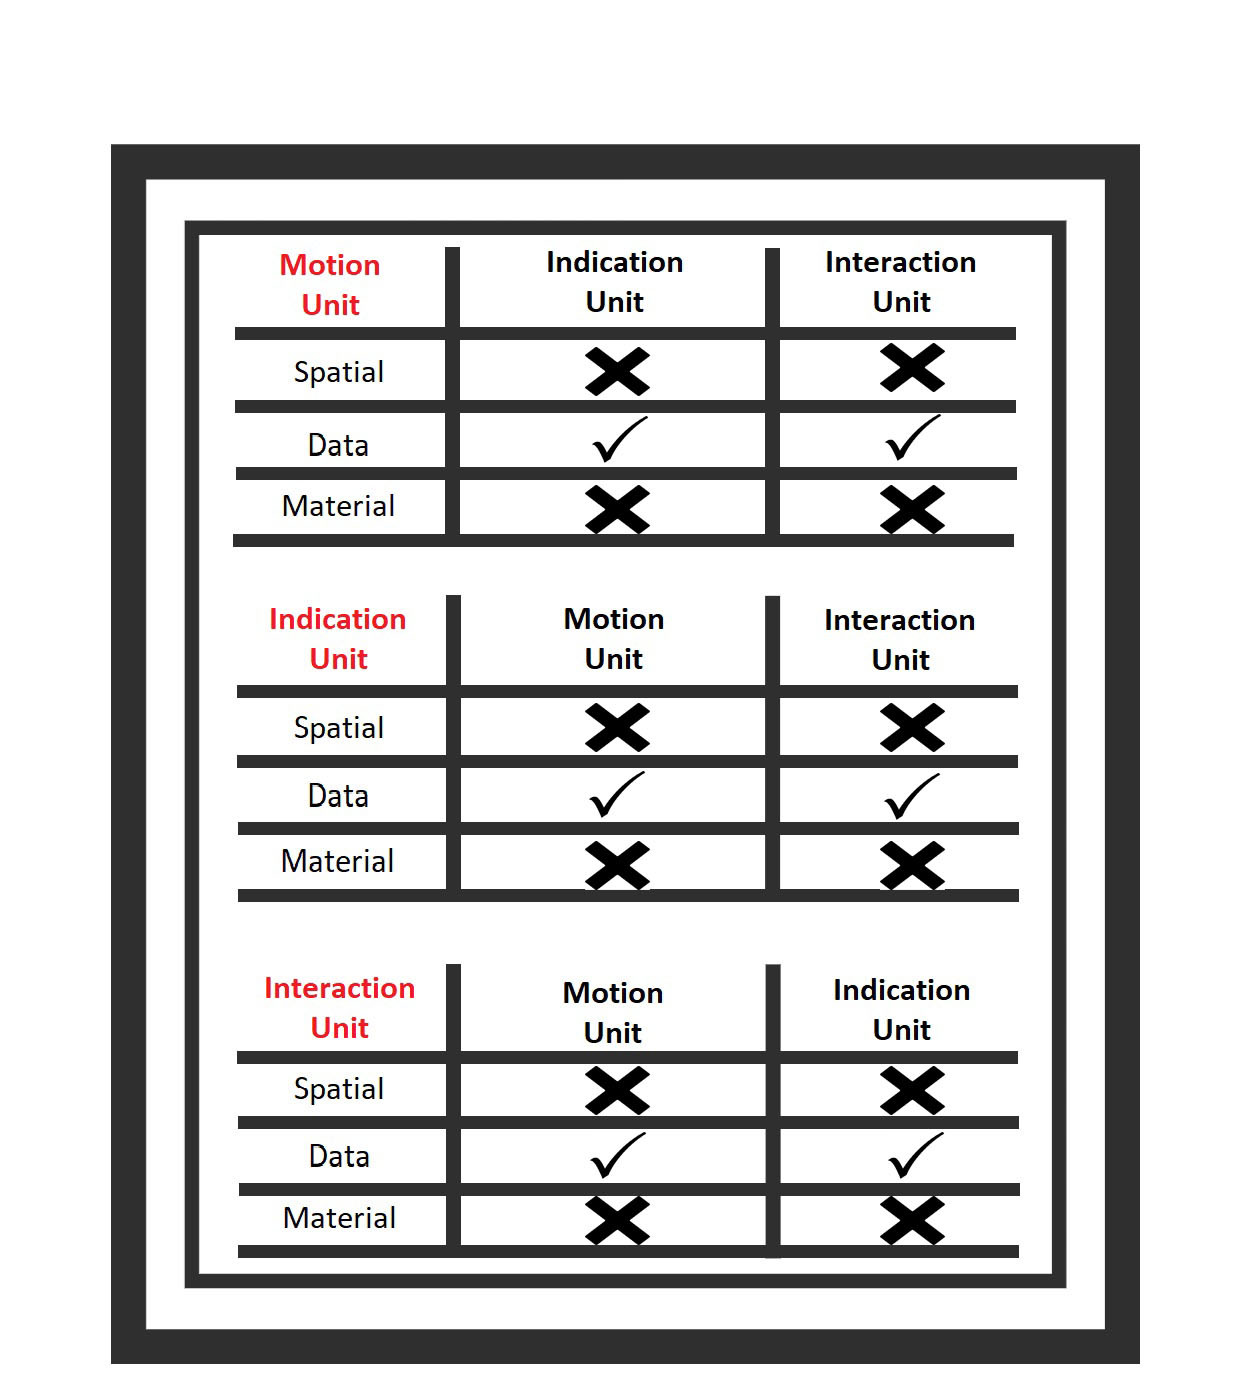 Motion Unit Indication Unit Interaction Unit
Spatial
Data
Material
Indication Unit Motion Unit Interaction Unit
Spatial
Data
Material
Interaction Unit Motion Unit Indication Unit
Spatial
Data
Material